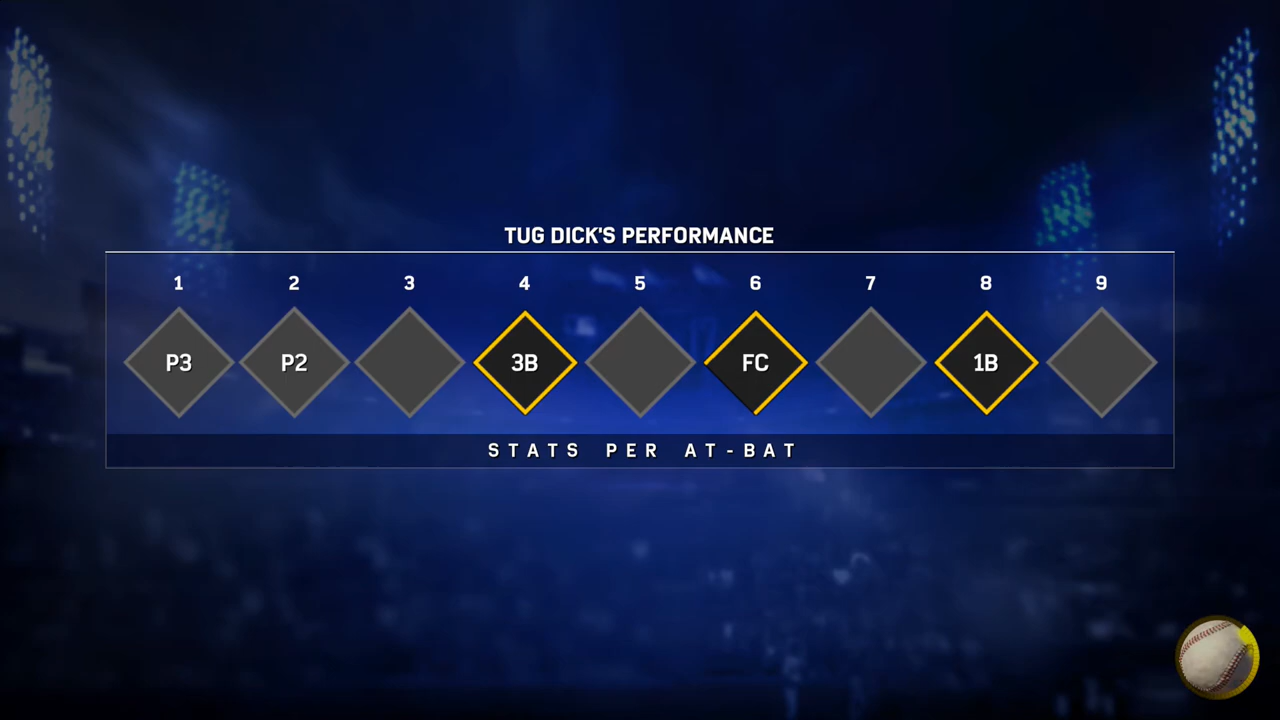 TUG DICK'S PERFORMANCE
1 2 3 4 5 6 7 8 9
P3 P2 3B FC 1B
STATS PER AT-BAT